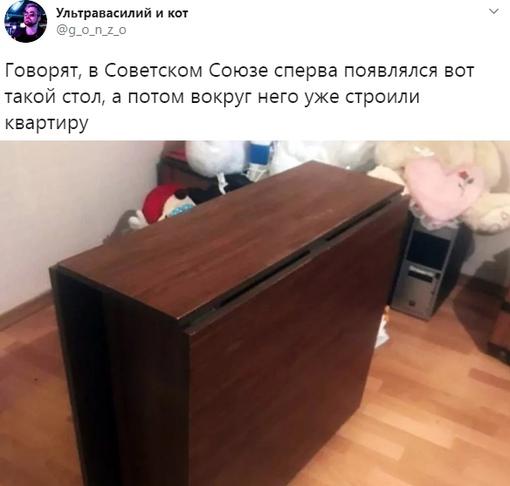 Ультравасилий и кот
@g_o_n_z_o
Говорят, в Советском Союзе сперва появлялся вот
такой стол, а потом вокруг него уже строили
квартиру